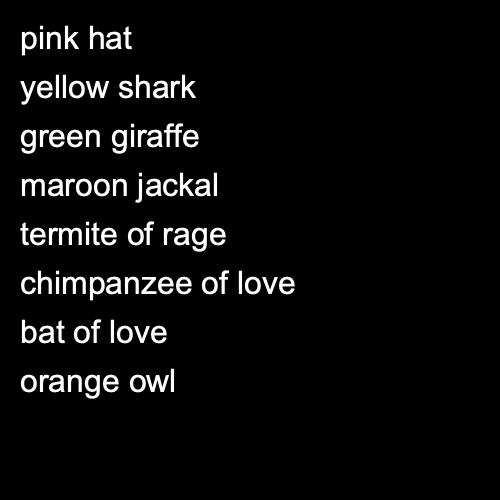 pink hat
yellow shark
green giraffe
maroon jackal
termite of rage
chimpanzee of love
bat of love
orange owl